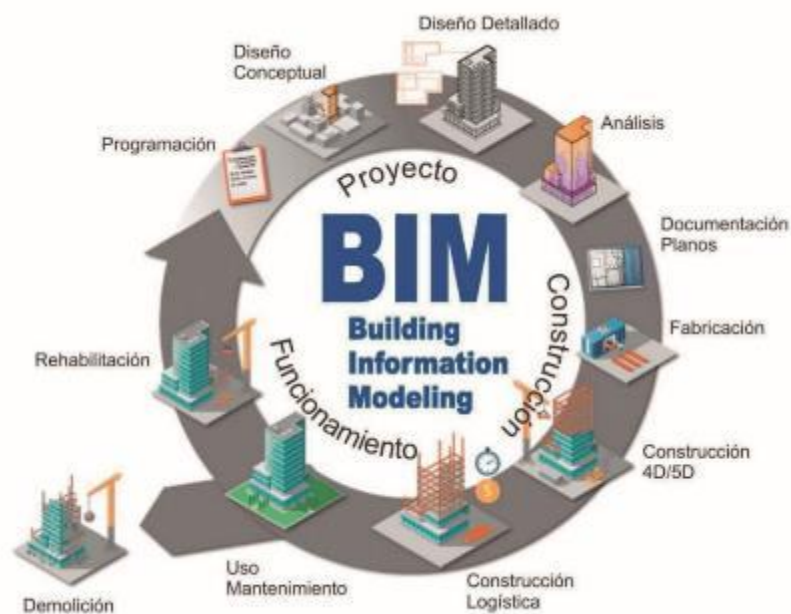 Diseño Detallado
Diseño
Conceptual
Análisis
Programación
Proyecto
BIM
Building
Information
Modeling
Construcción
Funcionamiento
Documentación
Planos
Fabricación
Rehabilitación
Construcción
4D/5D
Uso
Mantenimiento
Construcción
Logística
Demolición